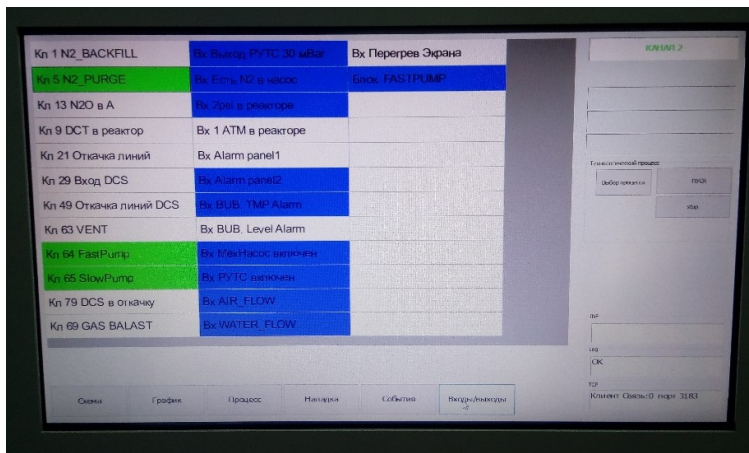 Кл 1 N2_BACKFILL
Вх Выход РУТС 30 мВаr
Вх Перегрев Экрана
Кл 5 N2_PURGE
Вх Есть N2 в насос
Блок. FASTPUMP
Кл 13 N2O в А
Вх 2psi в реакторе
Кл 9 DCT в реактор
Вх 1 ATM в реакторе
Кл 21 Откачка линий
Вх Alarm panel1
Кл 29 Вход DCS
Вх Alarm panel2
Кл 49 Откачка линий DCS
Вх BUB. TMP Alarm
Кл 63 VENT
Вх BUB. Level Alarm
Кл 64 FastPump
Вх МехНасос включен
Кл 65 SlowPump
Вх РУТС включен
Кл 79 DCS в откачку
Вх AIR_FLOW
Кл 69 GAS BALAST
Вх WATER_FLOW
КАНАЛ 2
Технологический процесс
Выбор процесса
ПУСК
stop
Log
OK
TCP
Клиент Связь:0 порт 3183
Схема
График
Процесс
Наладка
События
Входы/выходы